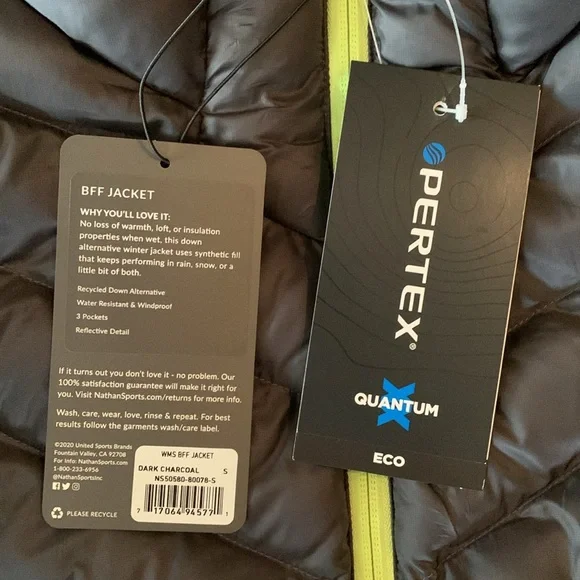 BFF JACKET
WHY YOU'LL LOVE IT:
No loss of warmth, loft, or insulation
properties when wet, this down
alternative winter jacket uses synthetic fill
that keeps performing in rain, snow, or a
little bit of both.
Recycled Down Alternative
Water Resistant & Windproof
3 Pockets
Reflective Detail
If it turns out you don't love it - no problem. Our
100% satisfaction guarantee will make it right for
you. Visit NathanSports.com/returns for more info.
Wash, care, wear, love, rinse & repeat. For best
results follow the garments wash/care label.
©2020 United Sports Brands
Fountain Valley, CA 92708
For Info: NathanSports.com
1-800-233-6956
@NathanSportsInc
PLEASE RECYCLE
WMS BFF JACKET
DARK CHARCOAL S
NS50580-80078-S
7 17064 94577 1
PERTEX®
QUANTUM
ECO